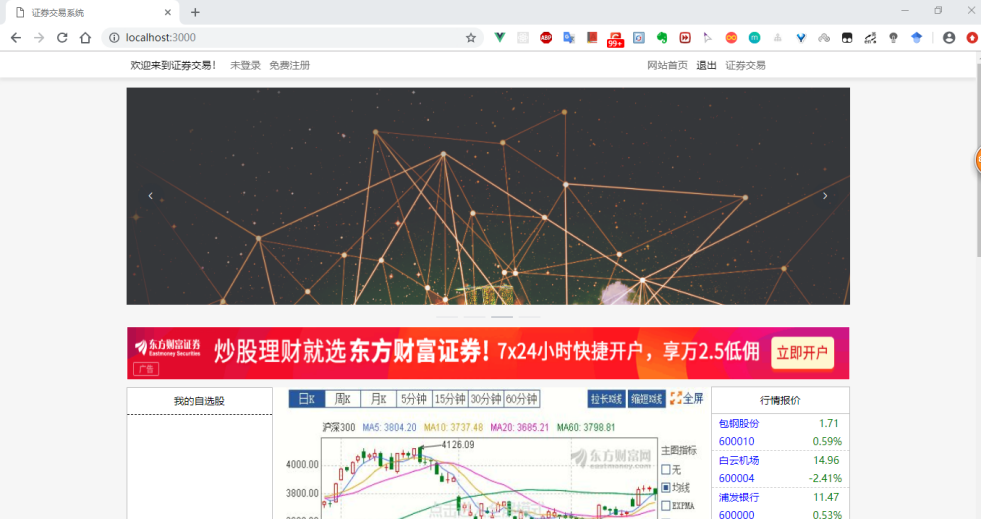 证券交易系统
localhost:3000
ABP
99+
欢迎来到证券交易！ 未登录 免费注册 网站首页 退出 证券交易
东方财富证券
Eastmoney Securities
广告
炒股理财就选东方财富证券! 7x24小时快捷开户，享万2.5低佣
立即开户
我的自选股
日K 周K 月K 5分钟 15分钟 30分钟 60分钟 拉长K线 缩短K线 全屏
沪深300 MA5: 3804.20 MA10: 3737.48 MA20: 3685.21 MA60: 3798.81
4126.09
4000.00
3800.00
东方财富网
eastmoney.com
主图指标
无
均线
EXPMA
行情报价
包钢股份 1.71
600010 0.59%
白云机场 14.96
600004 -2.41%
浦发银行 11.47
600000 0.53%